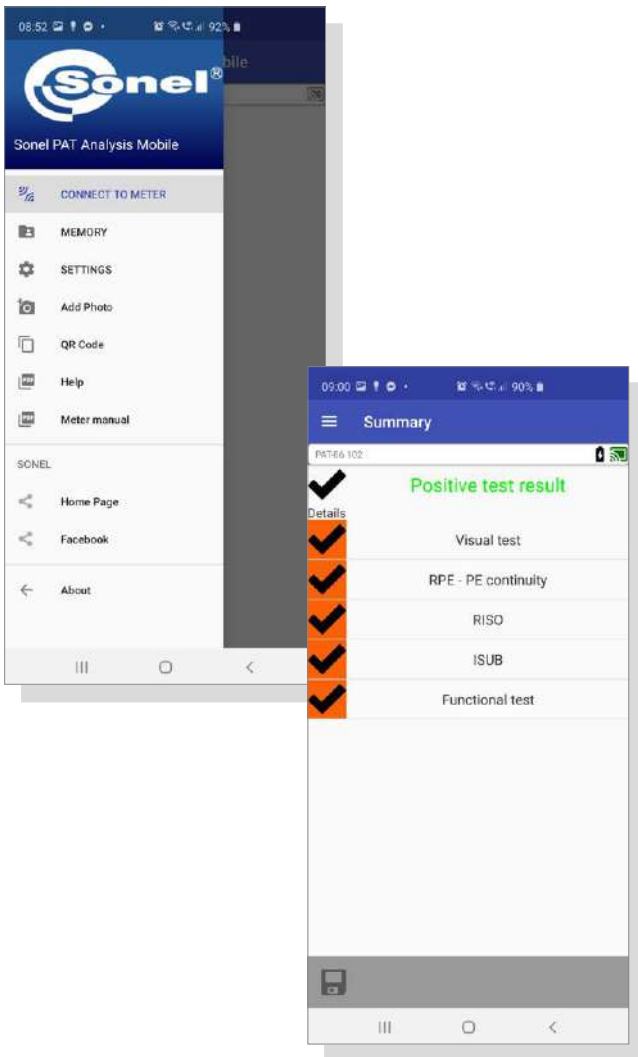 08:52
92%
bile
Sonel®
Sonel PAT Analysis Mobile
CONNECT TO METER
MEMORY
SETTINGS
Add Photo
QR Code
PDF
Help
PDF
Meter manual
SONEL
Home Page
Facebook
About
09:00
90%
Summary
PAT-86 102
Positive test result
Details
Visual test
RPE - PE continuity
RISO
ISUB
Functional test